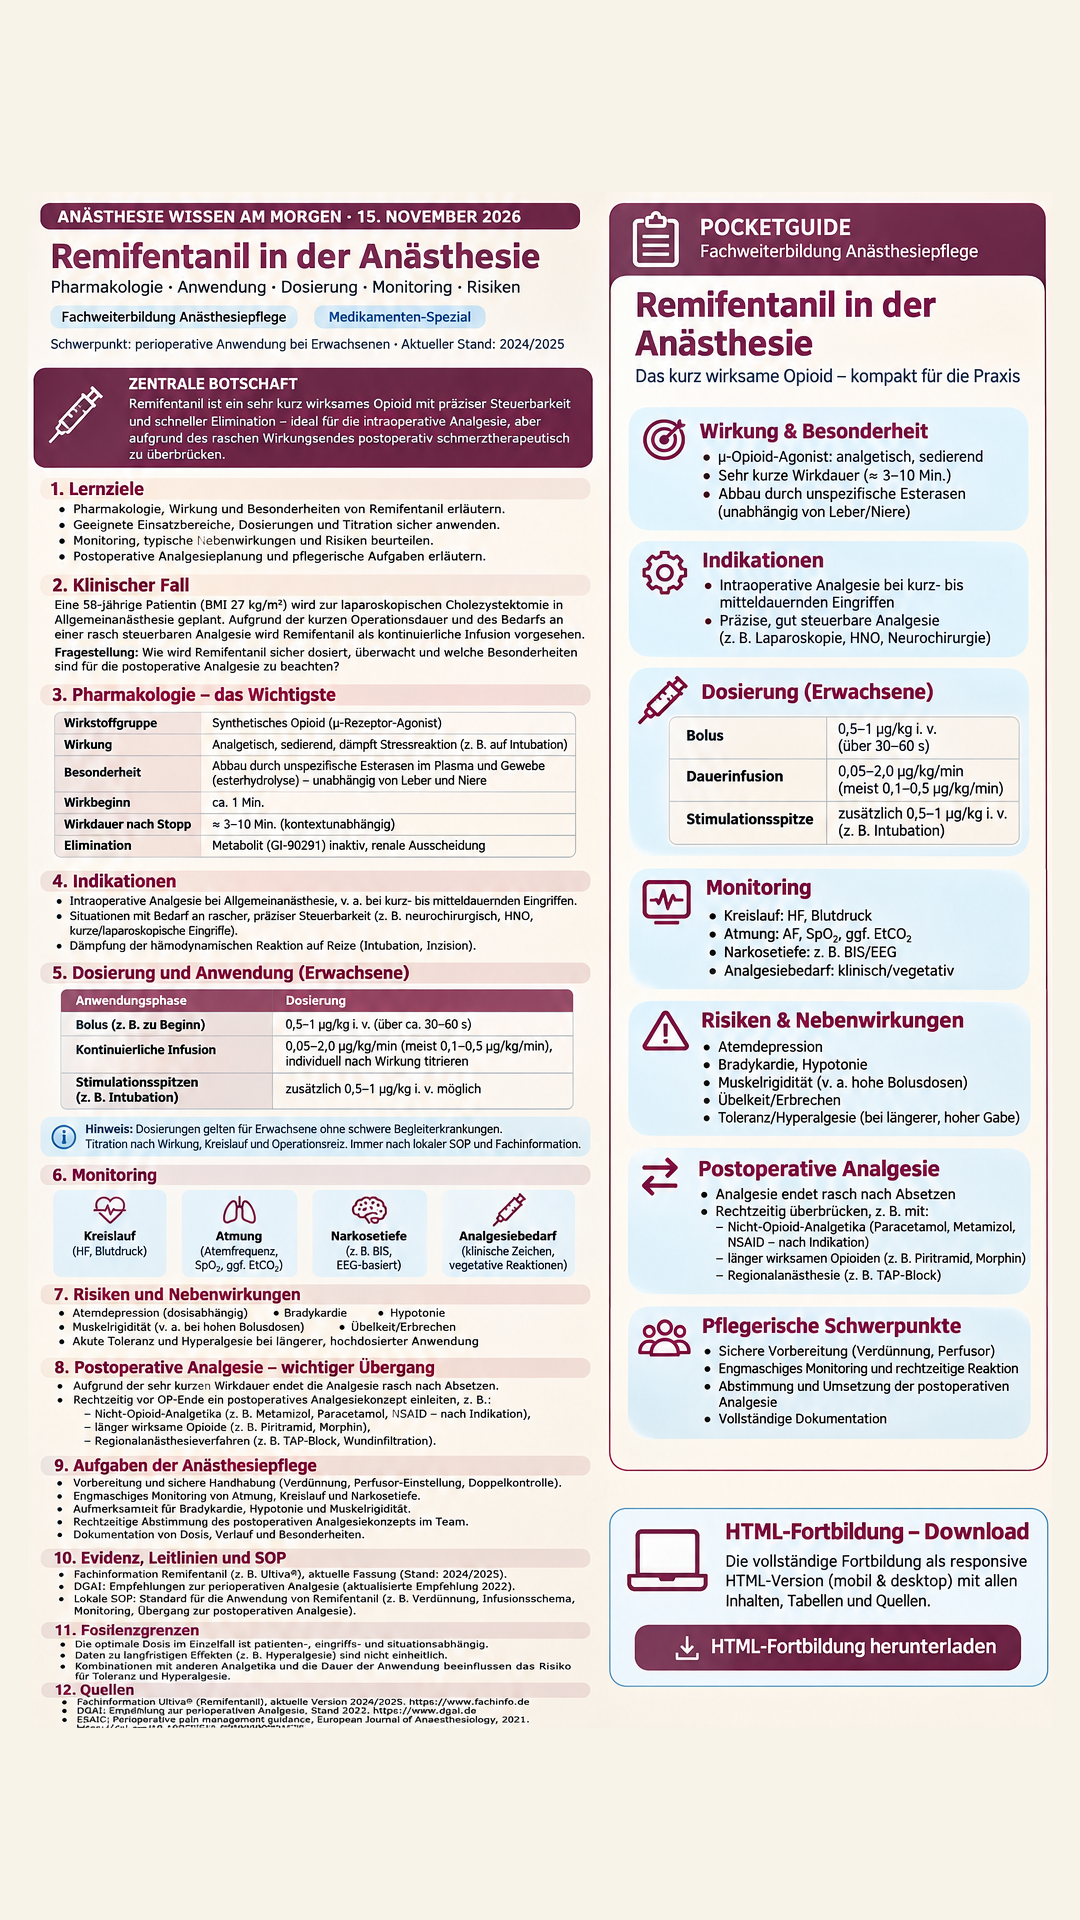 ANÄSTHESIE WISSEN AM MORGEN · 15. NOVEMBER 2026
Remifentanil in der Anästhesie
Pharmakologie · Anwendung · Dosierung · Monitoring · Risiken
Fachweiterbildung Anästhesiepflege
Medikamenten-Spezial
Schwerpunkt: perioperative Anwendung bei Erwachsenen · Aktueller Stand: 2024/2025
ZENTRALE BOTSCHAFT
Remifentanil ist ein sehr kurz wirksames Opioid mit präziser Steuerbarkeit
und schneller Elimination – ideal für die intraoperative Analgesie, aber
aufgrund des raschen Wirkungsendes postoperativ schmerztherapeutisch
zu überbrücken.
1. Lernziele
• Pharmakologie, Wirkung und Besonderheiten von Remifentanil erläutern.
• Geeignete Einsatzbereiche, Dosierungen und Titration sicher anwenden.
• Monitoring, typische Nebenwirkungen und Risiken beurteilen.
• Postoperative Analgesieplanung und pflegerische Aufgaben erläutern.
2. Klinischer Fall
Eine 58-jährige Patientin (BMI 27 kg/m²) wird zur laparoskopischen Cholezystektomie in
Allgemeinanästhesie geplant. Aufgrund der kurzen Operationsdauer und des Bedarfs an
einer rasch steuerbaren Analgesie wird Remifentanil als kontinuierliche Infusion vorgesehen.
Fragestellung: Wie wird Remifentanil sicher dosiert, überwacht und welche Besonderheiten
sind für die postoperative Analgesie zu beachten?
3. Pharmakologie – das Wichtigste
Wirkstoffgruppe Synthetisches Opioid (µ-Rezeptor-Agonist)
Wirkung Analgetisch, sedierend, dämpft Stressreaktion (z. B. auf Intubation)
Besonderheit Abbau durch unspezifische Esterasen im Plasma und Gewebe
(esterhydrolyse) – unabhängig von Leber und Niere
Wirkbeginn ca. 1 Min.
Wirkdauer nach Stopp ≈ 3–10 Min. (kontextunabhängig)
Elimination Metabolit (GI-90291) inaktiv, renale Ausscheidung
4. Indikationen
• Intraoperative Analgesie bei Allgemeinanästhesie, v. a. bei kurz- bis mitteldauernden Eingriffen.
• Situationen mit Bedarf an rascher, präziser Steuerbarkeit (z. B. neurochirurgisch, HNO,
kurze/laparoskopische Eingriffe).
• Dämpfung der hämodynamischen Reaktion auf Reize (Intubation, Inzision).
5. Dosierung und Anwendung (Erwachsene)
Anwendungsphase Dosierung
Bolus (z. B. zu Beginn) 0,5–1 µg/kg i. v. (über ca. 30–60 s)
Kontinuierliche Infusion 0,05–2,0 µg/kg/min (meist 0,1–0,5 µg/kg/min),
individuell nach Wirkung titrieren
Stimulationsspitzen
(z. B. Intubation) zusätzlich 0,5–1 µg/kg i. v. möglich
Hinweis: Dosierungen gelten für Erwachsene ohne schwere Begleiterkrankungen.
Titration nach Wirkung, Kreislauf und Operationsreiz. Immer nach lokaler SOP und Fachinformation.
6. Monitoring
Kreislauf
(HF, Blutdruck)
Atmung
(Atemfrequenz,
SpO₂, ggf. EtCO₂)
Narkosetiefe
(z. B. BIS,
EEG-basiert)
Analgesiebedarf
(klinische Zeichen,
vegetative Reaktionen)
7. Risiken und Nebenwirkungen
• Atemdepression (dosisabhängig) • Bradykardie • Hypotonie
• Muskelrigidität (v. a. bei hohen Bolusdosen) • Übelkeit/Erbrechen
• Akute Toleranz und Hyperalgesie bei längerer, hochdosierter Anwendung
8. Postoperative Analgesie – wichtiger Übergang
• Aufgrund der sehr kurzen Wirkdauer endet die Analgesie rasch nach Absetzen.
• Rechtzeitig vor OP-Ende ein postoperatives Analgesiekonzept einleiten, z. B.:
– Nicht-Opioid-Analgetika (z. B. Metamizol, Paracetamol, NSAID – nach Indikation),
– länger wirksame Opioide (z. B. Piritramid, Morphin),
– Regionalanästhesieverfahren (z. B. TAP-Block, Wundinfiltration).
9. Aufgaben der Anästhesiepflege
• Vorbereitung und sichere Handhabung (Verdünnung, Perfusor-Einstellung, Doppelkontrolle).
• Engmaschiges Monitoring von Atmung, Kreislauf und Narkosetiefe.
• Aufmerksamteit für Bradykardie, Hypotonie und Muskelrigidität.
• Rechtzeitige Abstimmung des postoperativen Analgesiekonzepts im Team.
• Dokumentation von Dosis, Verlauf und Besonderheiten.
10. Evidenz, Leitlinien und SOP
• Fachinformation Remifentanil (z. B. Ultiva®), aktuelle Fassung (Stand: 2024/2025).
• DGAI: Empfehlungen zur perioperativen Analgesie (aktualisierte Empfehlung 2022).
• Lokale SOP: Standard für die Anwendung von Remifentanil (z. B. Verdünnung, Infusionsschema,
Monitoring, Übergang zur postoperativen Analgesie).
11. Fosilenzgrenzen
• Die optimale Dosis im Einzelfall ist patienten-, eingriffs- und situationsabhängig.
• Daten zu langfristigen Effekten (z. B. Hyperalgesie) sind nicht einheitlich.
• Kombinationen mit anderen Analgetika und die Dauer der Anwendung beeinflussen das Risiko
für Toleranz und Hyperalgesie.
12. Quellen
• Fachinformation Ultiva® (Remifentanil), aktuelle Version 2024/2025. https://www.fachinfo.de
• DGAI: zur perioperativen Analgesie, Stand 2022. https://www.dgal.de
• ESAIC; Perioperative pain management guidance, European Journal of Anaesthesiology, 2021.
POCKETGUIDE
Fachweiterbildung Anästhesiepflege
Remifentanil in der
Anästhesie
Das kurz wirksame Opioid – kompakt für die Praxis
Wirkung & Besonderheit
• µ-Opioid-Agonist: analgetisch, sedierend
• Sehr kurze Wirkdauer (≈ 3–10 Min.)
• Abbau durch unspezifische Esterasen
(unabhängig von Leber/Niere)
Indikationen
• Intraoperative Analgesie bei kurz- bis
mitteldauernden Eingriffen
• Präzise, gut steuerbare Analgesie
(z. B. Laparoskopie, HNO, Neurochirurgie)
Dosierung (Erwachsene)
Bolus 0,5–1 µg/kg i. v.
(über 30–60 s)
Dauerinfusion 0,05–2,0 µg/kg/min
(meist 0,1–0,5 µg/kg/min)
Stimulationsspitze zusätzlich 0,5–1 µg/kg i. v.
(z. B. Intubation)
Monitoring
• Kreislauf: HF, Blutdruck
• Atmung: AF, SpO₂, ggf. EtCO₂
• Narkosetiefe: z. B. BIS/EEG
• Analgesiebedarf: klinisch/vegetativ
Risiken & Nebenwirkungen
• Atemdepression
• Bradykardie, Hypotonie
• Muskelrigidität (v. a. hohe Bolusdosen)
• Übelkeit/Erbrechen
• Toleranz/Hyperalgesie (bei längerer, hoher Gabe)
Postoperative Analgesie
• Analgesie endet rasch nach Absetzen
• Rechtzeitig überbrücken, z. B. mit:
– Nicht-Opioid-Analgetika (Paracetamol, Metamizol,
NSAID – nach Indikation)
– länger wirksamen Opioiden (z. B. Piritramid, Morphin)
– Regionalanästhesie (z. B. TAP-Block)
Pflegerische Schwerpunkte
• Sichere Vorbereitung (Verdünnung, Perfusor)
• Engmaschiges Monitoring und rechtzeitige Reaktion
• Abstimmung und Umsetzung der postoperativen
Analgesie
• Vollständige Dokumentation
HTML-Fortbildung – Download
Die vollständige Fortbildung als responsive
HTML-Version (mobil & desktop) mit allen
Inhalten, Tabellen und Quellen.
HTML-Fortbildung herunterladen